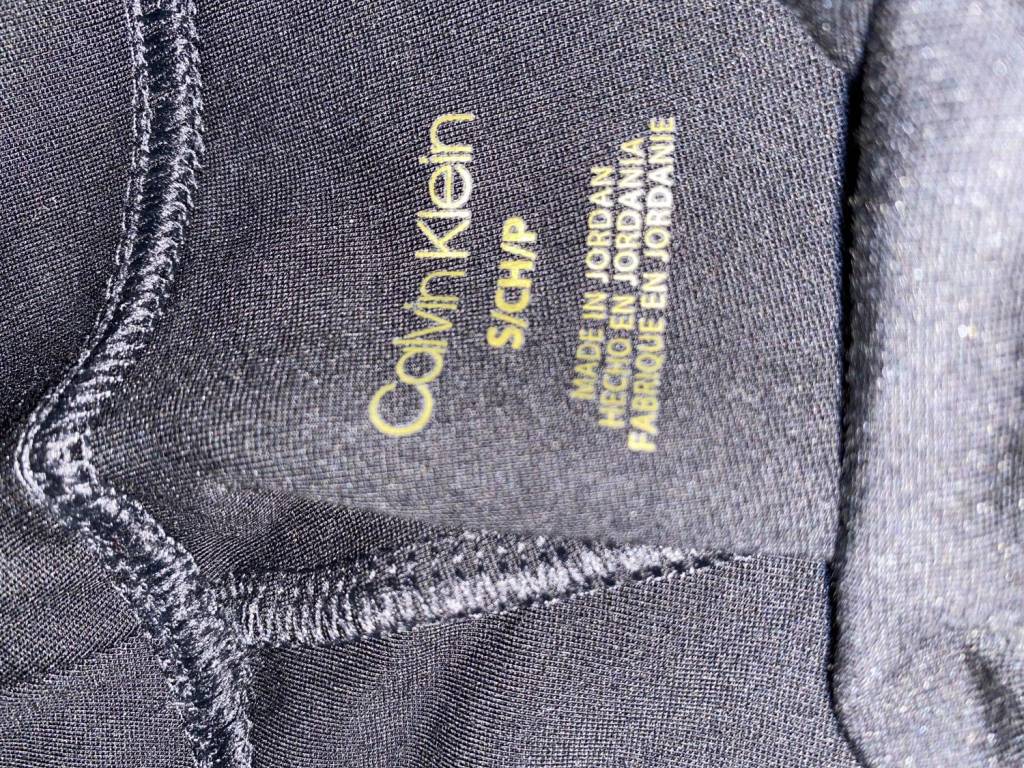 Calvin Klein
S/CH/P
MADE IN JORDAN
HECHO EN JORDANIA
FABRIQUE EN JORDANIE